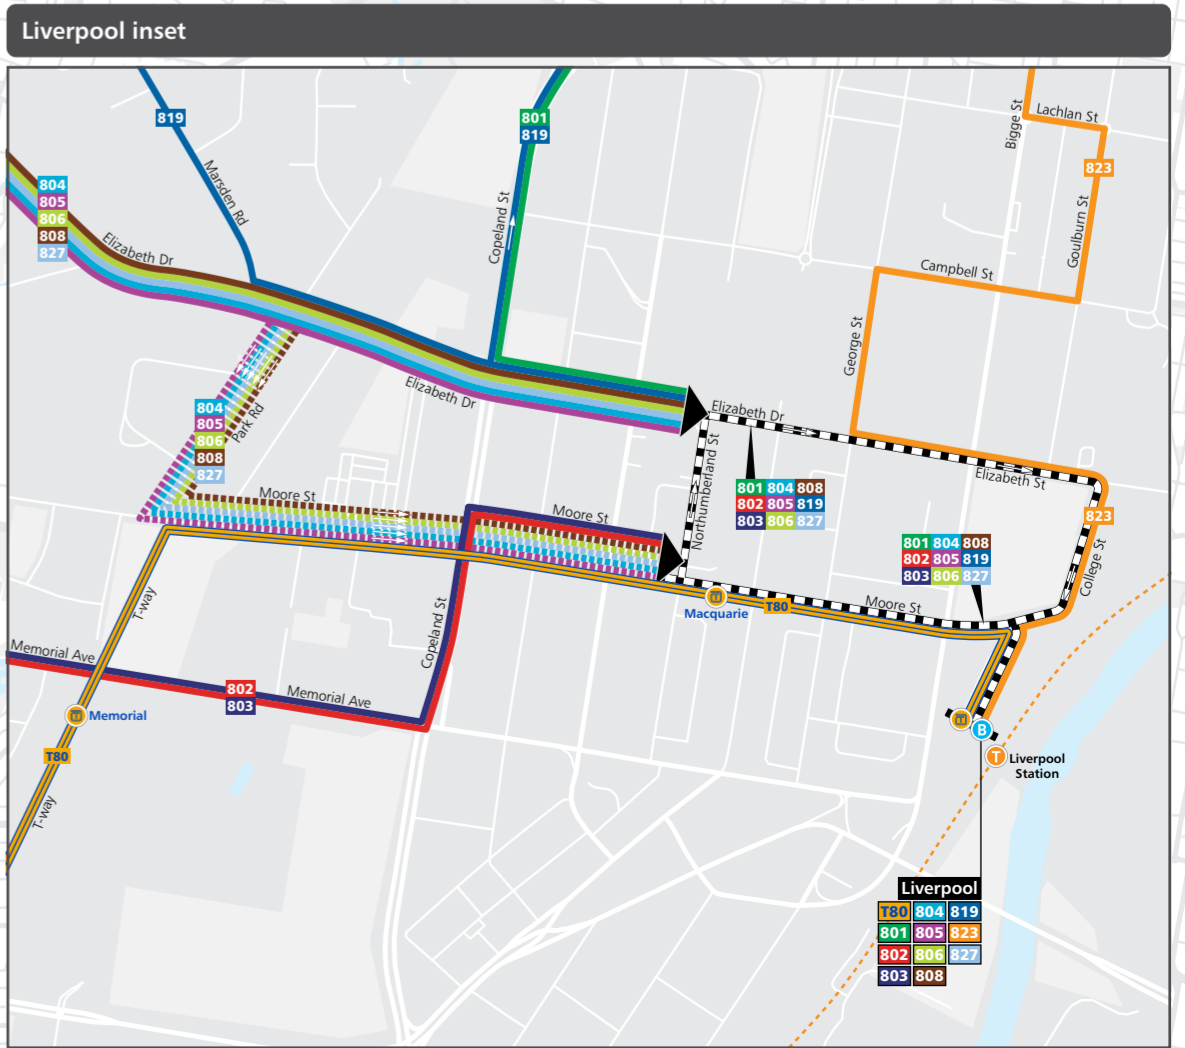 Liverpool inset
Bigge St
Lachlan St
819
801
819
823
Marsden Rd
804
805
806
808
827
Copeland St
Goulburn St
Elizabeth Dr
Campbell St
George St
Elizabeth Dr
804
805
806
808
827
Park Rd
Elizabeth Dr
Northumberland St
Elizabeth St
801 804 808
802 805 819
803 806 827
Moore St
Moore St
823
College St
801 804 808
802 805 819
803 806 827
T-way
Copeland St
Macquarie
T80
Moore St
Memorial Ave
802
803
Memorial Ave
Memorial
T80
B
T
Liverpool
Station
T-way
Liverpool
T80 804 819
801 805 823
802 806 827
803 808